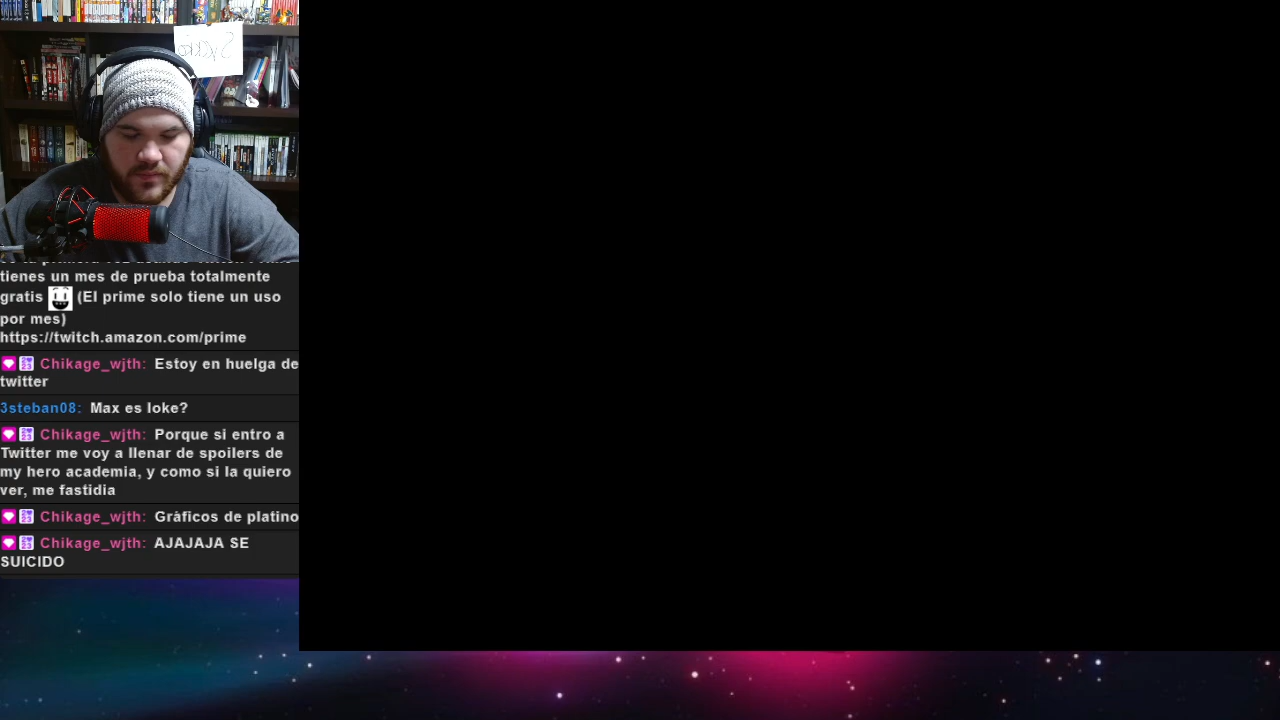 tienes un mes de prueba totalmente
gratis (El prime solo tiene un uso
por mes)
https://twitch.amazon.com/prime
Chikage_wjth: Estoy en huelga de
twitter
3steban08: Max es loke?
Chikage_wjth: Porque si entro a
Twitter me voy a llenar de spoilers de
my hero academia, y como si la quiero
ver, me fastidia
Chikage_wjth: Gráficos de platino
Chikage_wjth: AJAJAJA SE
SUICIDO